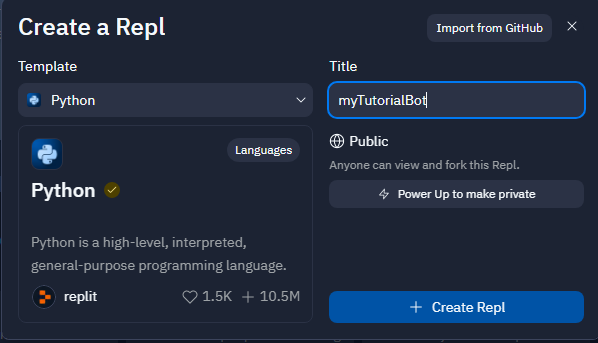 Create a Repl
Import from GitHub
Template
Python
Languages
Python
Python is a high-level, interpreted,
general-purpose programming language.
replit
1.5K
10.5M
Title
myTutorialBot
Public
Anyone can view and fork this Repl.
Power Up to make private
Create Repl